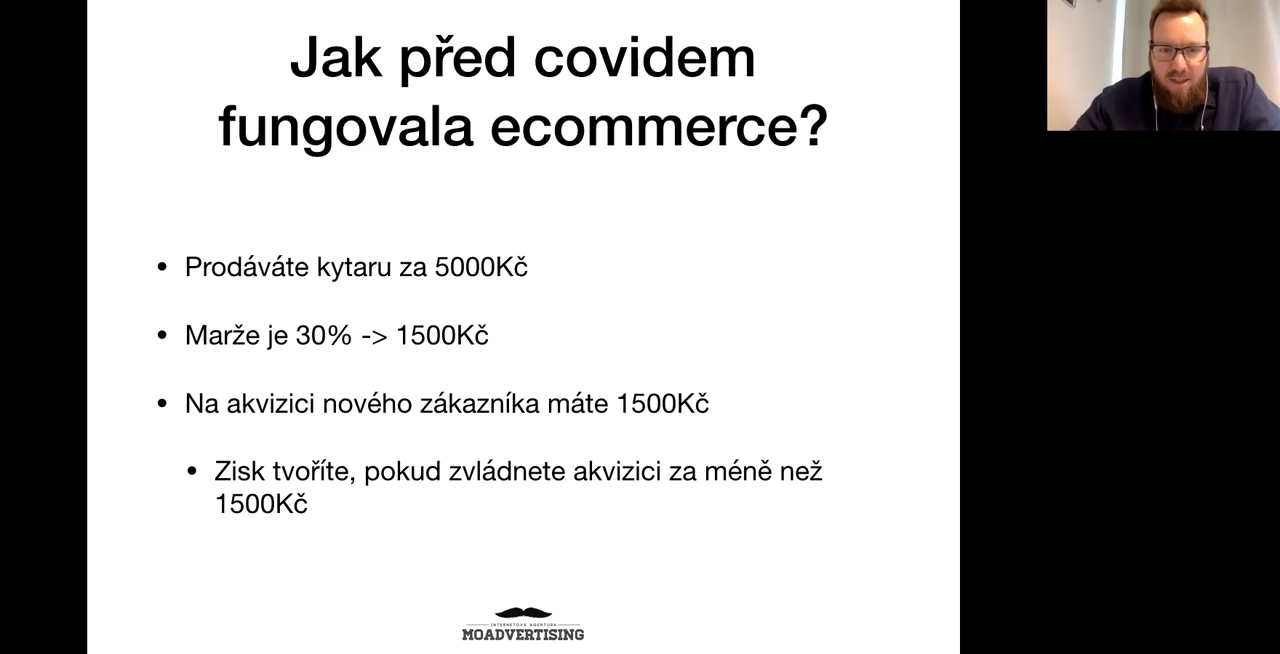 Jak před covidem
fungovala ecommerce?
• Prodáváte kytaru za 5000Kč
• Marže je 30% -> 1500Kč
• Na akvizici nového zákazníka máte 1500Kč
• Zisk tvoříte, pokud zvládnete akvizici za méně než
1500Kč
INTERNETOVÁ AGENTURA
MOADVERTISING